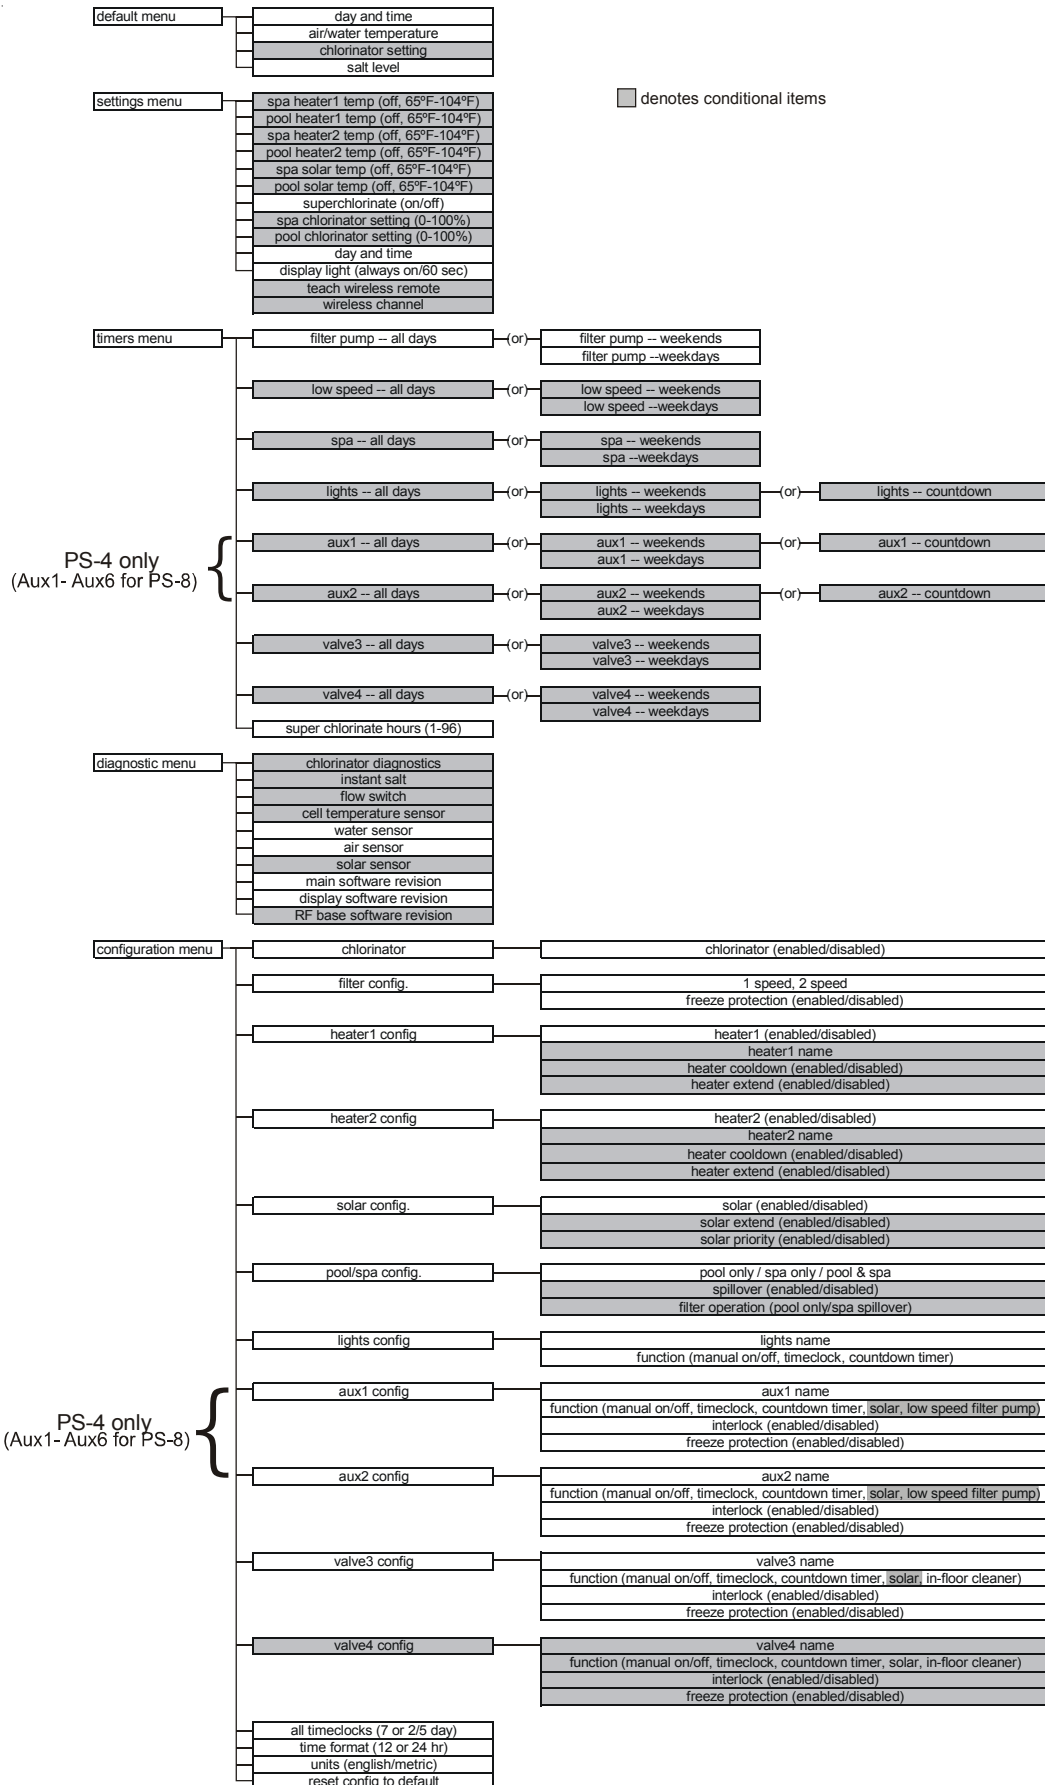 default menu
day and time
air/water temperature
chlorinator setting
salt level
denotes conditional items
settings menu
spa heater1 temp (off, 65ºF-104ºF)
pool heater1 temp (off, 65ºF-104ºF)
spa heater2 temp (off, 65ºF-104ºF)
pool heater2 temp (off, 65ºF-104ºF)
spa solar temp (off, 65ºF-104ºF)
pool solar temp (off, 65ºF-104ºF)
superchlorinate (on/off)
spa chlorinator setting (0-100%)
pool chlorinator setting (0-100%)
day and time
display light (always on/60 sec)
teach wireless remote
wireless channel
timers menu
filter pump -- all days
(or)
filter pump -- weekends
filter pump --weekdays
low speed -- all days
(or)
low speed -- weekends
low speed --weekdays
spa -- all days
(or)
spa -- weekends
spa --weekdays
lights -- all days
(or)
lights -- weekends
lights -- weekdays
(or)
lights -- countdown
PS-4 only
(Aux1- Aux6 for PS-8)
aux1 -- all days
(or)
aux1 -- weekends
aux1 -- weekdays
(or)
aux1 -- countdown
aux2 -- all days
(or)
aux2 -- weekends
aux2 -- weekdays
(or)
aux2 -- countdown
valve3 -- all days
(or)
valve3 -- weekends
valve3 -- weekdays
valve4 -- all days
(or)
valve4 -- weekends
valve4 -- weekdays
super chlorinate hours (1-96)
diagnostic menu
chlorinator diagnostics
instant salt
flow switch
cell temperature sensor
water sensor
air sensor
solar sensor
main software revision
display software revision
RF base software revision
configuration menu
chlorinator
chlorinator (enabled/disabled)
filter config.
1 speed, 2 speed
freeze protection (enabled/disabled)
heater1 config
heater1 (enabled/disabled)
heater1 name
heater cooldown (enabled/disabled)
heater extend (enabled/disabled)
heater2 config
heater2 (enabled/disabled)
heater2 name
heater cooldown (enabled/disabled)
heater extend (enabled/disabled)
solar config.
solar (enabled/disabled)
solar extend (enabled/disabled)
solar priority (enabled/disabled)
pool/spa config.
pool only / spa only / pool & spa
spillover (enabled/disabled)
filter operation (pool only/spa spillover)
lights config
lights name
function (manual on/off, timeclock, countdown timer)
PS-4 only
(Aux1- Aux6 for PS-8)
aux1 config
aux1 name
function (manual on/off, timeclock, countdown timer, solar, low speed filter pump)
interlock (enabled/disabled)
freeze protection (enabled/disabled)
aux2 config
aux2 name
function (manual on/off, timeclock, countdown timer, solar, low speed filter pump)
interlock (enabled/disabled)
freeze protection (enabled/disabled)
valve3 config
valve3 name
function (manual on/off, timeclock, countdown timer, solar, in-floor cleaner)
interlock (enabled/disabled)
freeze protection (enabled/disabled)
valve4 config
valve4 name
function (manual on/off, timeclock, countdown timer, solar, in-floor cleaner)
interlock (enabled/disabled)
freeze protection (enabled/disabled)
all timeclocks (7 or 2/5 day)
time format (12 or 24 hr)
units (english/metric)
reset config to default